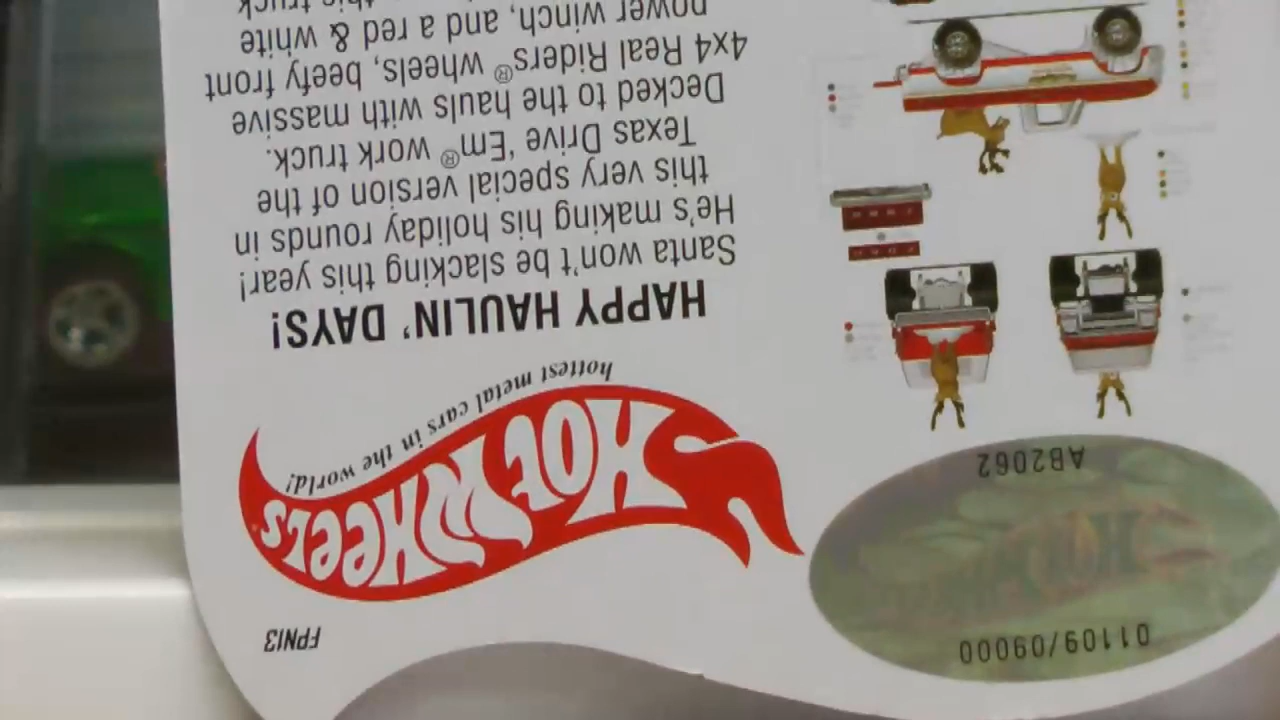 FPN13
HOT WHEELS
hottest metal cars in the world!
HAPPY HAULIN' DAYS!
Santa won't be slacking this year!
He's making his holiday rounds in
this very special version of the
Texas Drive 'Em® work truck.
Decked to the hauls with massive
4x4 Real Riders® wheels, beefy front
power winch, and a red & white
01109/09000
AB2062